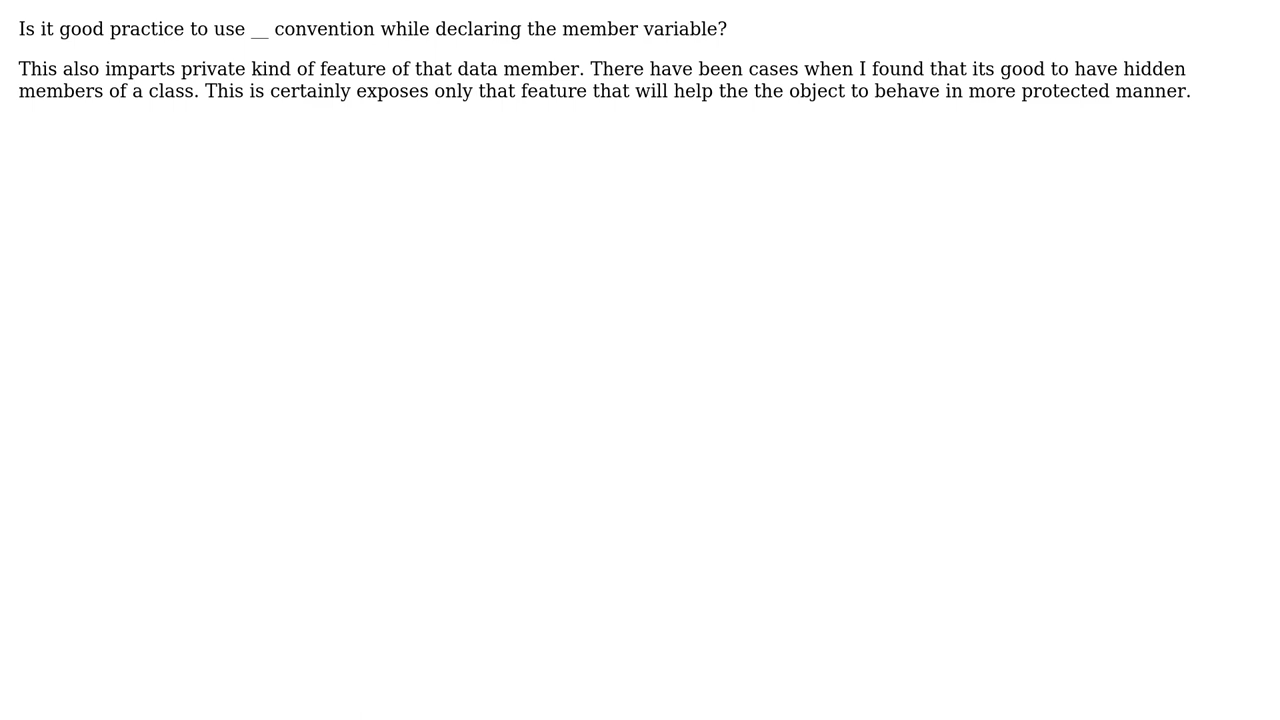 Is it good practice to use __ convention while declaring the member variable?
This also imparts private kind of feature of that data member. There have been cases when I found that its good to have hidden
members of a class. This is certainly exposes only that feature that will help the the object to behave in more protected manner.